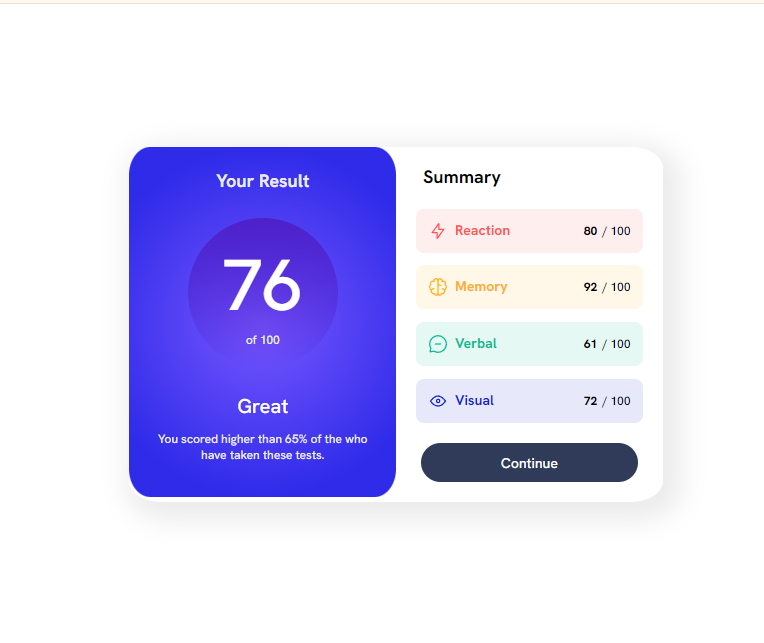 Your Result
76
of 100
Great
You scored higher than 65% of the who
have taken these tests.
Summary
Reaction 80 / 100
Memory 92 / 100
Verbal 61 / 100
Visual 72 / 100
Continue